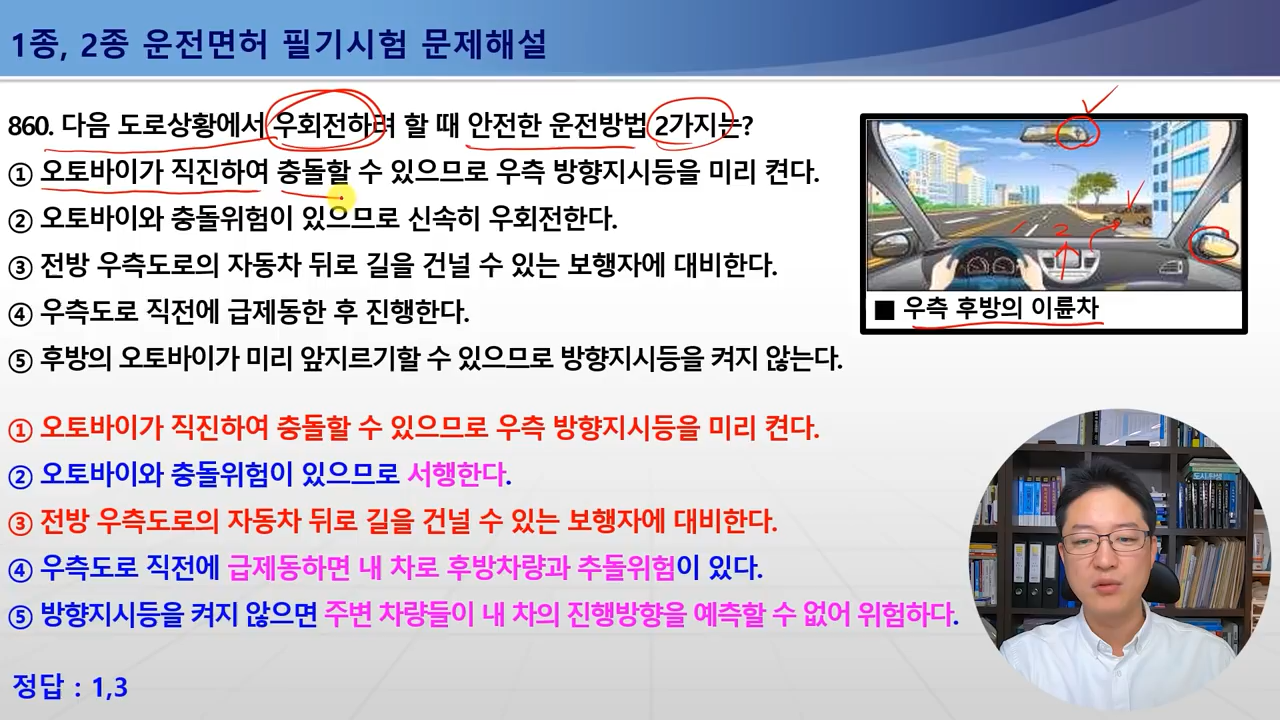 1종, 2종 운전면허 필기시험 문제해설
860. 다음 도로상황에서 우회전하려 할 때 안전한 운전방법 2가지는?
① 오토바이가 직진하여 충돌할 수 있으므로 우측 방향지시등을 미리 켠다.
② 오토바이와 충돌위험이 있으므로 신속히 우회전한다.
③ 전방 우측도로의 자동차 뒤로 길을 건널 수 있는 보행자에 대비한다.
④ 우측도로 직전에 급제동한 후 진행한다.
⑤ 후방의 오토바이가 미리 앞지르기할 수 있으므로 방향지시등을 켜지 않는다.
2
■ 우측 후방의 이륜차
① 오토바이가 직진하여 충돌할 수 있으므로 우측 방향지시등을 미리 켠다.
② 오토바이와 충돌위험이 있으므로 서행한다.
③ 전방 우측도로의 자동차 뒤로 길을 건널 수 있는 보행자에 대비한다.
④ 우측도로 직전에 급제동하면 내 차로 후방차량과 추돌위험이 있다.
⑤ 방향지시등을 켜지 않으면 주변 차량들이 내 차의 진행방향을 예측할 수 없어 위험하다.
정답 : 1,3